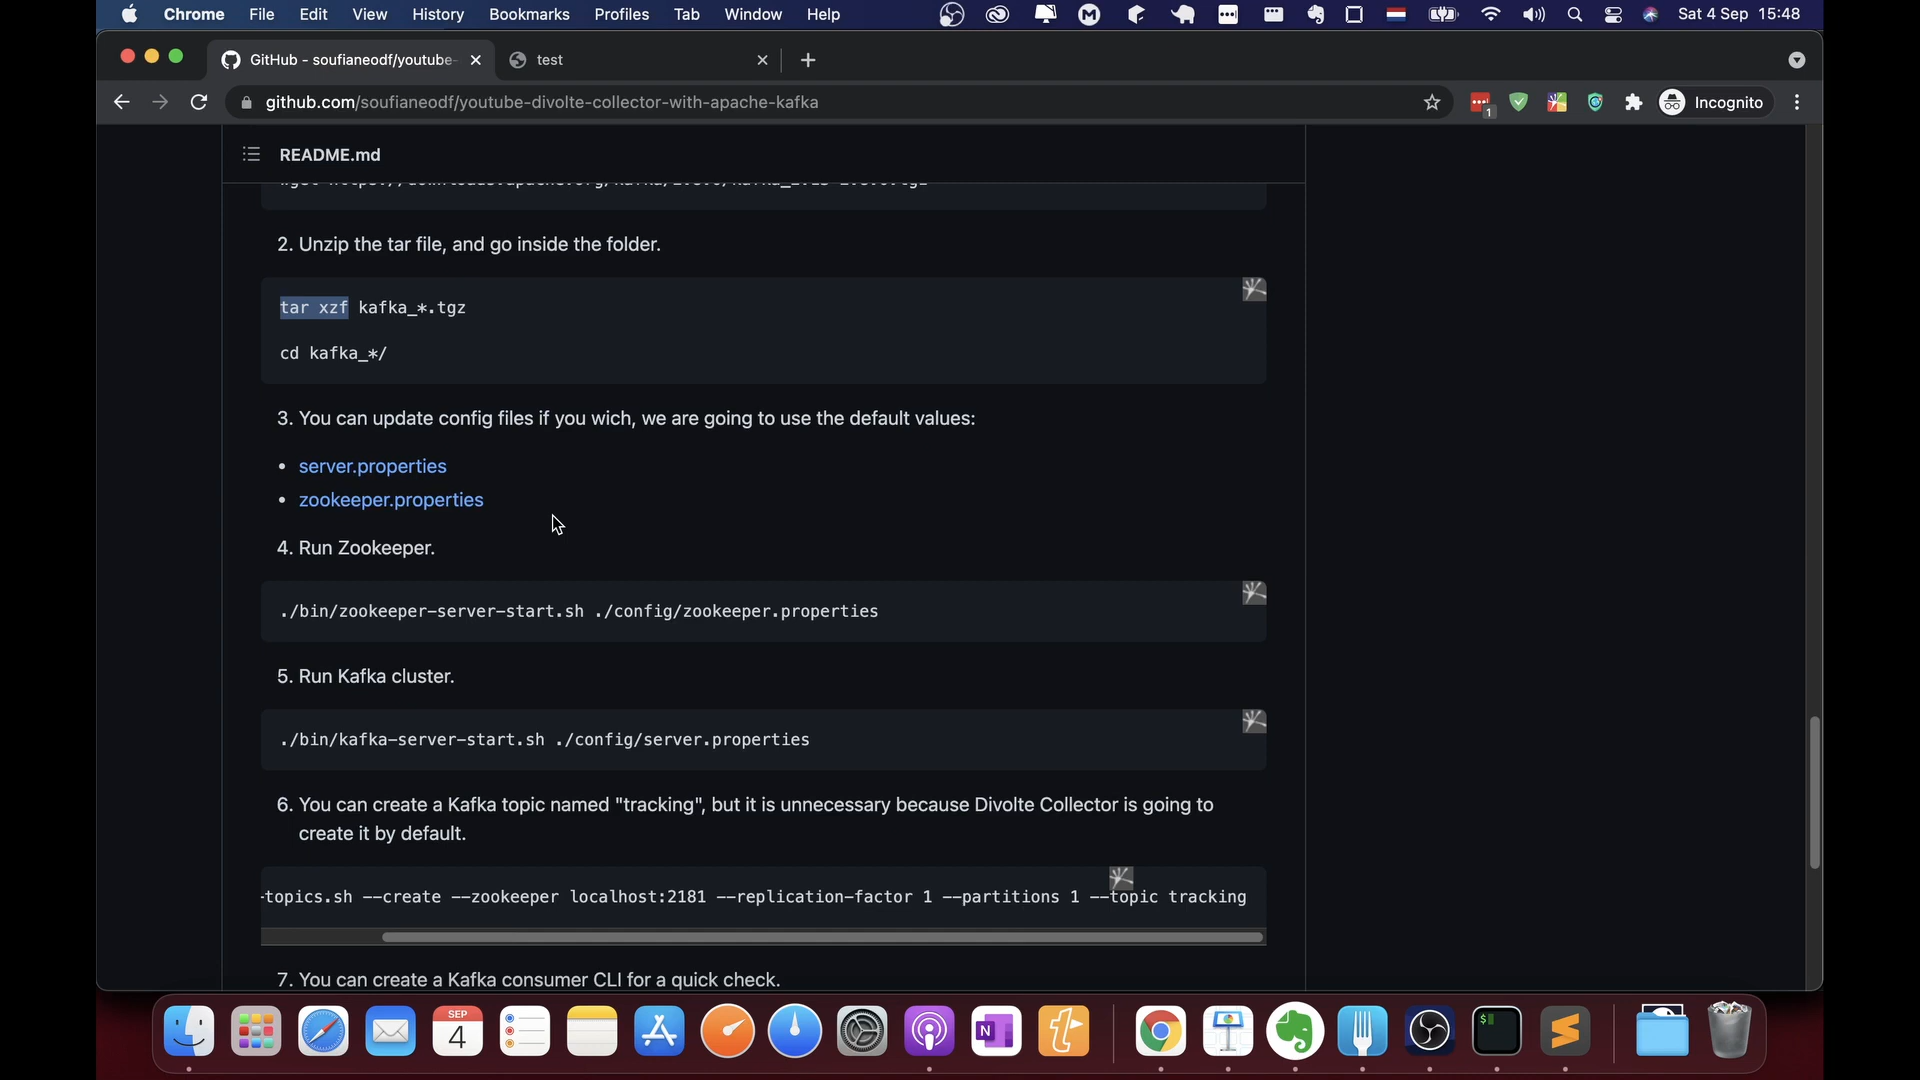 Chrome File Edit View History Bookmarks Profiles Tab Window Help Sat 4 Sep 15:48
GitHub - soufianeodf/youtube- test
github.com/soufianeodf/youtube-divolte-collector-with-apache-kafka 1 Incognito
README.md
2. Unzip the tar file, and go inside the folder.
tar xzf kafka_*.tgz
cd kafka_*/
3. You can update config files if you wich, we are going to use the default values:
• server.properties
• zookeeper.properties
4. Run Zookeeper.
./bin/zookeeper-server-start.sh ./config/zookeeper.properties
5. Run Kafka cluster.
./bin/kafka-server-start.sh ./config/server.properties
6. You can create a Kafka topic named "tracking", but it is unnecessary because Divolte Collector is going to
create it by default.
-topics.sh --create --zookeeper localhost:2181 --replication-factor 1 --partitions 1 --topic tracking
7. You can create a Kafka consumer CLI for a quick check.
SEP
4
N
$